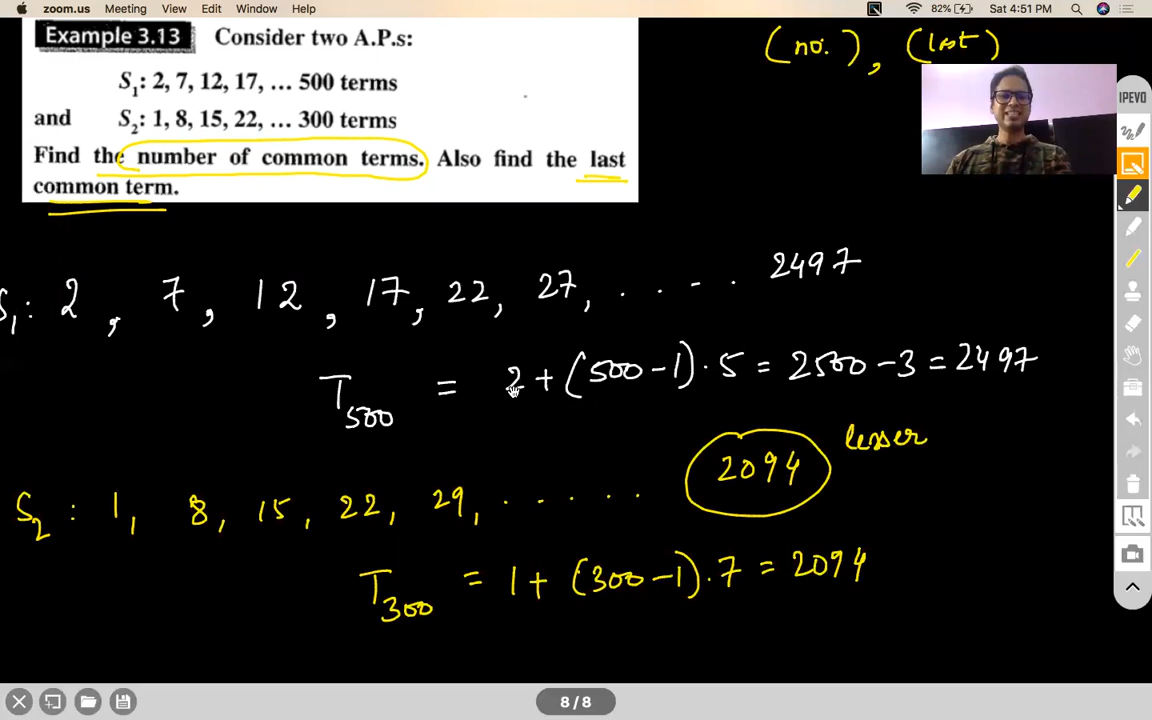 zoom.us Meeting View Edit Window Help 82% Sat 4:51 PM
Example 3.13 Consider two A.P.s:
S₁: 2, 7, 12, 17, ... 500 terms
and S₂: 1, 8, 15, 22, ... 300 terms
Find the number of common terms. Also find the last
common term.
(no.), (last)
IPEVO
S₁: 2, 7, 12, 17, 22, 27, . . . . . 2497
T₅₀₀ = 2 + (500 - 1) · 5 = 2500 - 3 = 2497
lesser
S₂ : 1, 8, 15, 22, 29, . . . . . 2094
T₃₀₀ = 1 + (300 - 1) · 7 = 2094
8 / 8